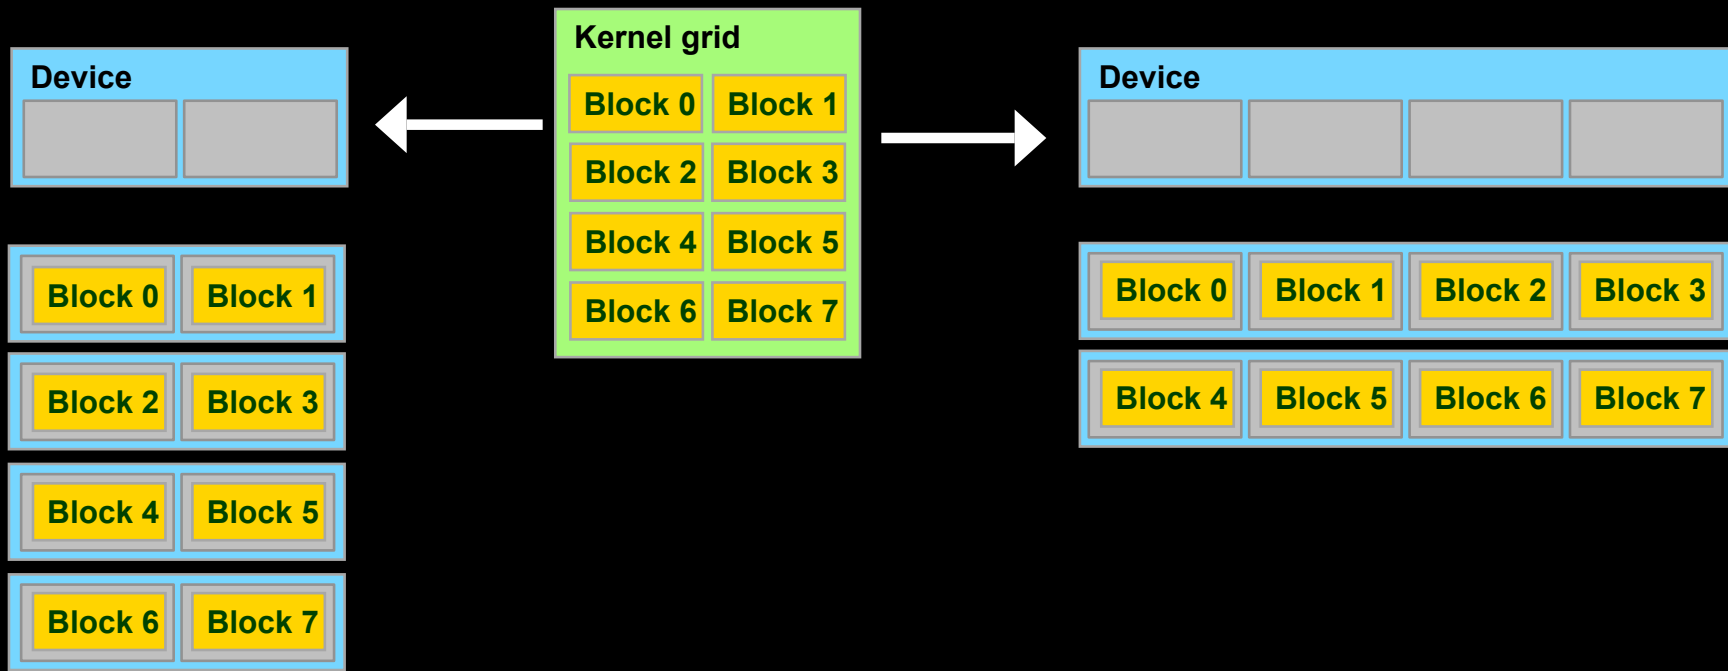 Device
Block 0 Block 1
Block 2 Block 3
Block 4 Block 5
Block 6 Block 7
Kernel grid
Block 0 Block 1
Block 2 Block 3
Block 4 Block 5
Block 6 Block 7
Device
Block 0 Block 1 Block 2 Block 3
Block 4 Block 5 Block 6 Block 7